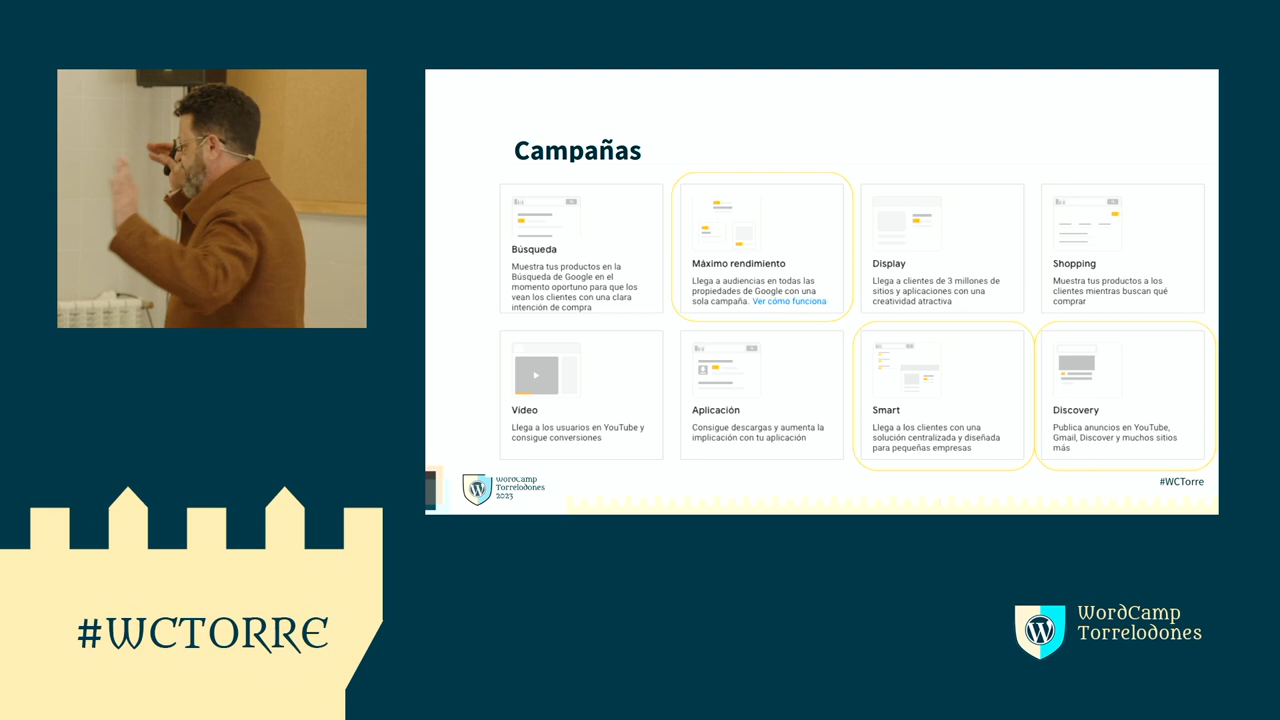 Campañas
Búsqueda
Muestra tus productos en la
Búsqueda de Google en el
momento oportuno para que los
vean los clientes con una clara
intención de compra
Máximo rendimiento
Llega a audiencias en todas las
propiedades de Google con una
sola campaña. Ver cómo funciona
Display
Llega a clientes de 3 millones de
sitios y aplicaciones con una
creatividad atractiva
Shopping
Muestra tus productos a los
clientes mientras buscan qué
comprar
Vídeo
Llega a los usuarios en YouTube y
consigue conversiones
Aplicación
Consigue descargas y aumenta la
implicación con tu aplicación
Smart
Llega a los clientes con una
solución centralizada y diseñada
para pequeñas empresas
Discovery
Publica anuncios en YouTube,
Gmail, Discover y muchos sitios
más
WordCamp
Torrelodones
2023
#WCTorre
#WCTORRE
WordCamp
Torrelodones